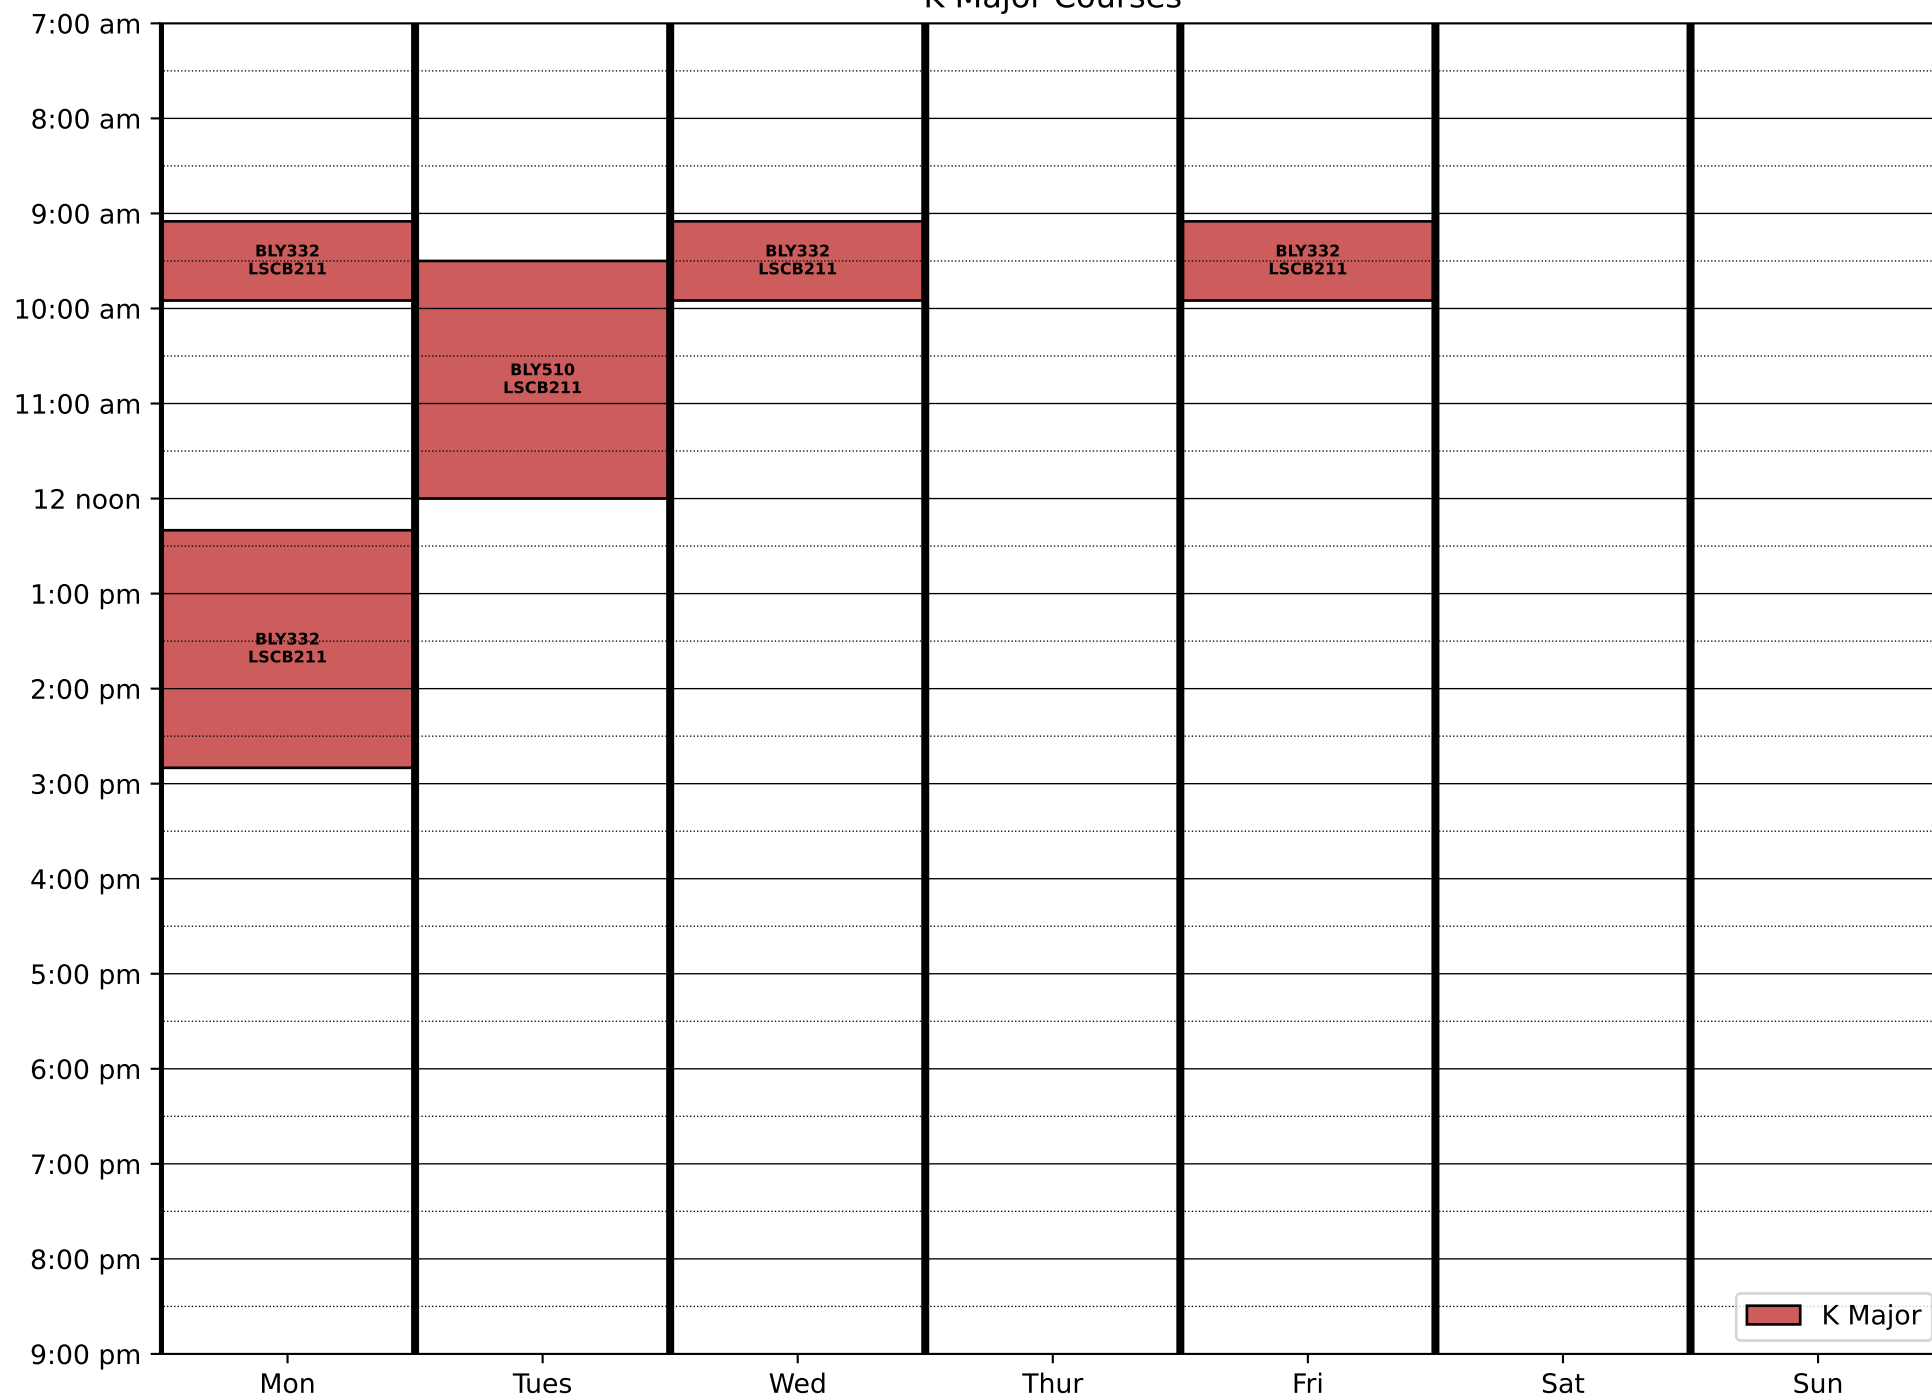 K Major Courses
7:00 am
8:00 am
9:00 am
BLY332
LSCB211
BLY332
LSCB211
BLY332
LSCB211
10:00 am
BLY510
LSCB211
11:00 am
12 noon
1:00 pm
BLY332
LSCB211
2:00 pm
3:00 pm
4:00 pm
5:00 pm
6:00 pm
7:00 pm
8:00 pm
K Major
9:00 pm
Mon Tues Wed Thur Fri Sat Sun